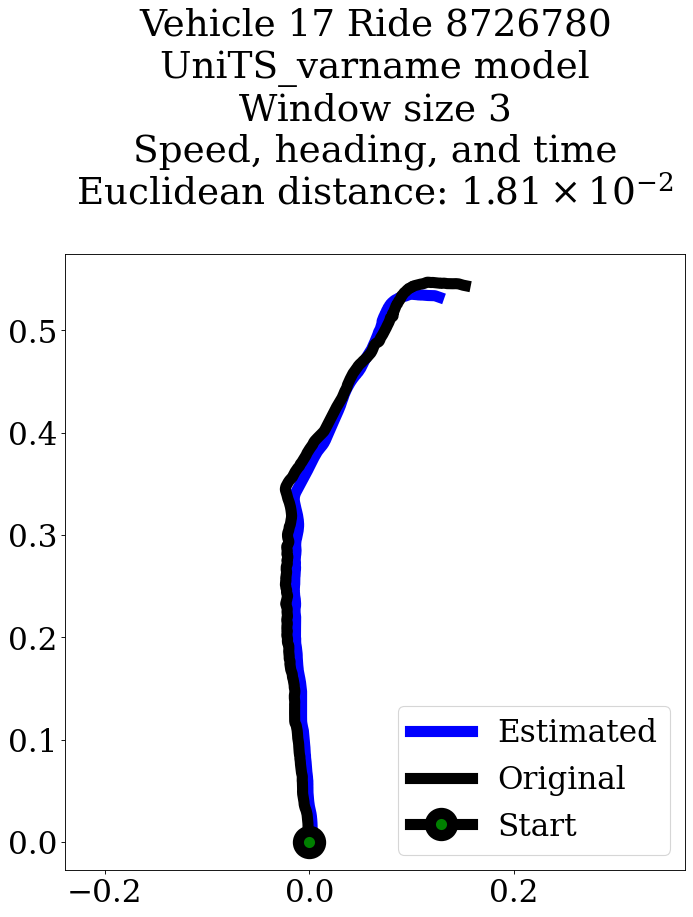 Vehicle 17 Ride 8726780
UniTS_varname model
Window size 3
Speed, heading, and time
Euclidean distance: 1.81 × 10⁻²
0.5
0.4
0.3
0.2
0.1
0.0
Estimated
Original
Start
−0.2 0.0 0.2